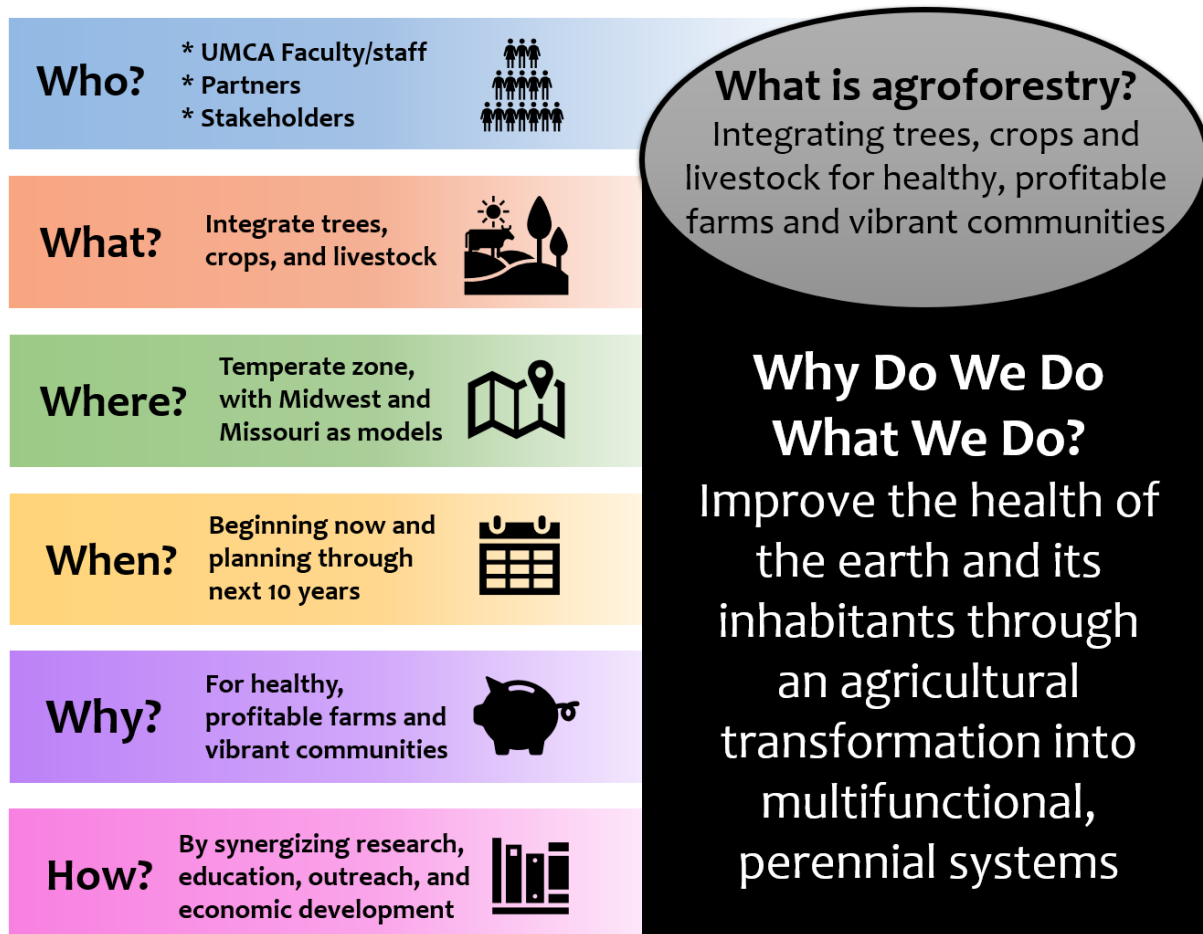 Who?
* UMCA Faculty/staff
* Partners
* Stakeholders
What?
Integrate trees,
crops, and livestock
Where?
Temperate zone,
with Midwest and
Missouri as models
When?
Beginning now and
planning through
next 10 years
Why?
For healthy,
profitable farms and
vibrant communities
How?
By synergizing research,
education, outreach, and
economic development
What is agroforestry?
Integrating trees, crops and
livestock for healthy, profitable
farms and vibrant communities
Why Do We Do
What We Do?
Improve the health of
the earth and its
inhabitants through
an agricultural
transformation into
multifunctional,
perennial systems